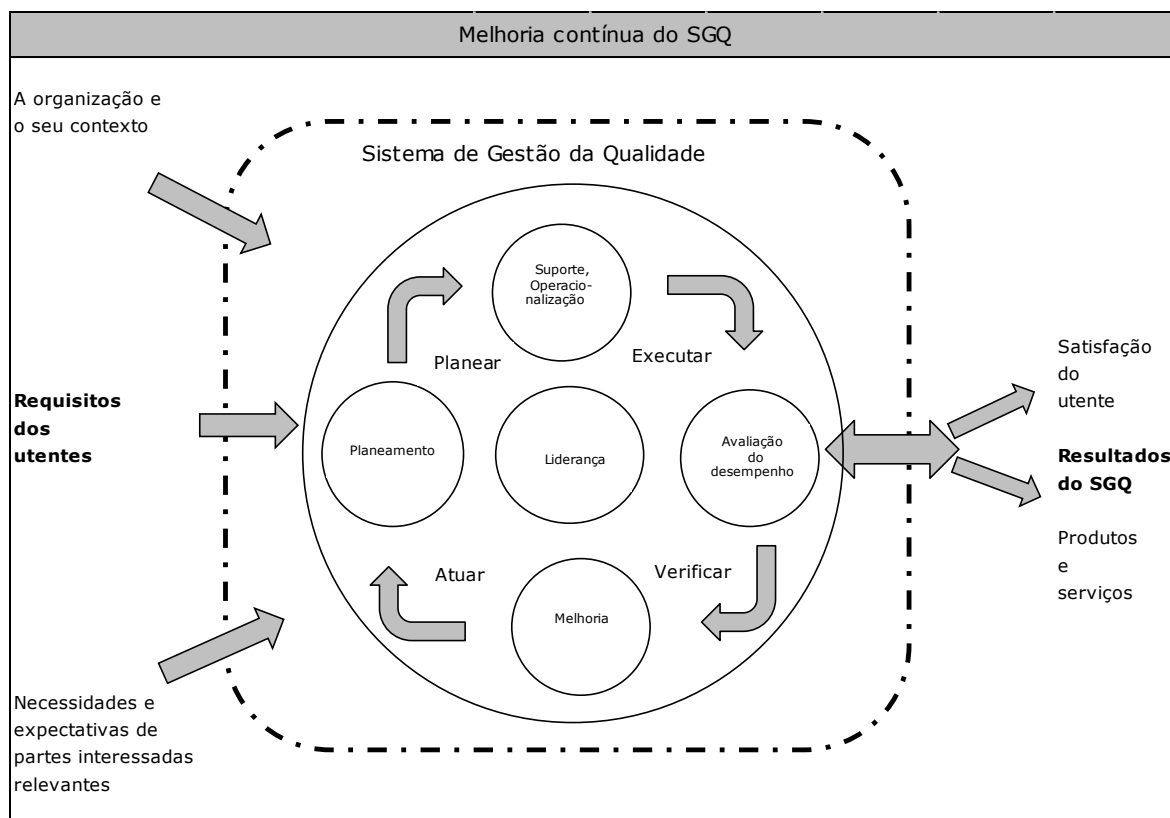 Melhoria contínua do SGQ
A organização e
o seu contexto
Sistema de Gestão da Qualidade
Suporte,
Operacio-
nalização
Planear
Executar
Requisitos
dos
utentes
Planeamento
Liderança
Avaliação
do
desempenho
Satisfação
do
utente
Resultados
do SGQ
Produtos
e
serviços
Atuar
Verificar
Melhoria
Necessidades e
expectativas de
partes interessadas
relevantes